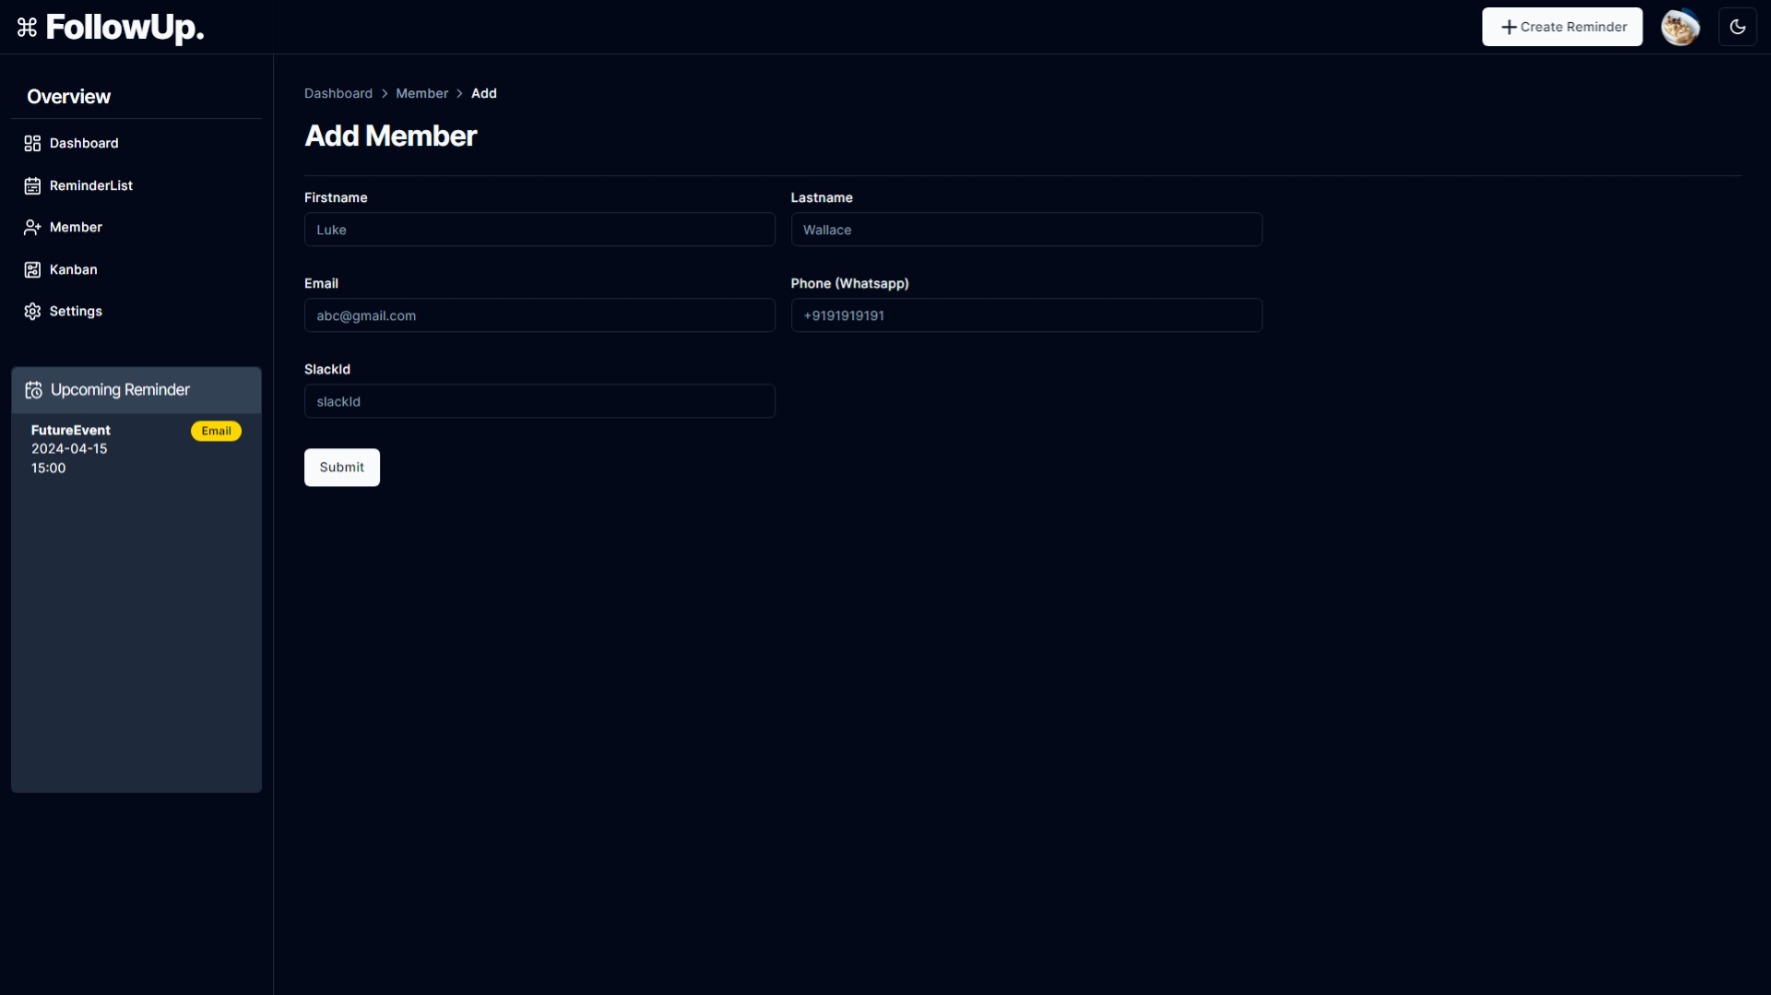 ⌘ FollowUp.
Create Reminder
Overview
Dashboard
ReminderList
Member
Kanban
Settings
Upcoming Reminder
FutureEvent Email
2024-04-15
15:00
Dashboard > Member > Add
Add Member
Firstname Lastname
Luke Wallace
Email Phone (Whatsapp)
abc@gmail.com +9191919191
SlackId
slackId
Submit